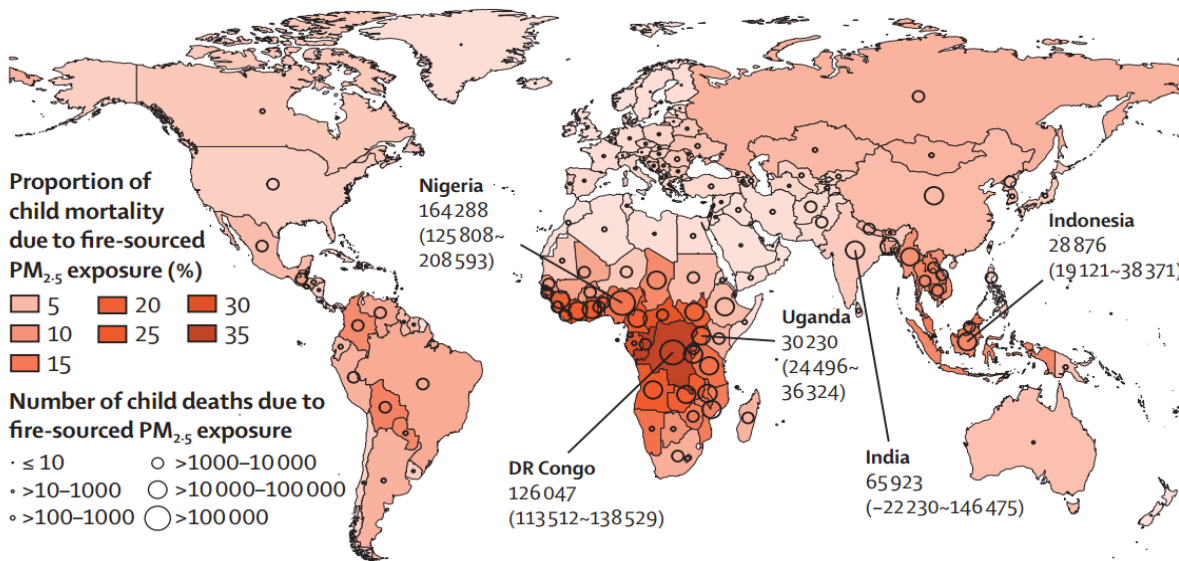 Proportion of
child mortality
due to fire-sourced
PM2·5 exposure (%)
5 20 30
10 25 35
15
Number of child deaths due to
fire-sourced PM2·5 exposure
≤ 10 >1000–10 000
>10–1000 >10 000–100 000
>100–1000 >100 000
Nigeria
164 288
(125 808~
208 593)
DR Congo
126 047
(113 512~138 529)
Uganda
30 230
(24 496~
36 324)
India
65 923
(−22 230~146 475)
Indonesia
28 876
(19 121~38 371)